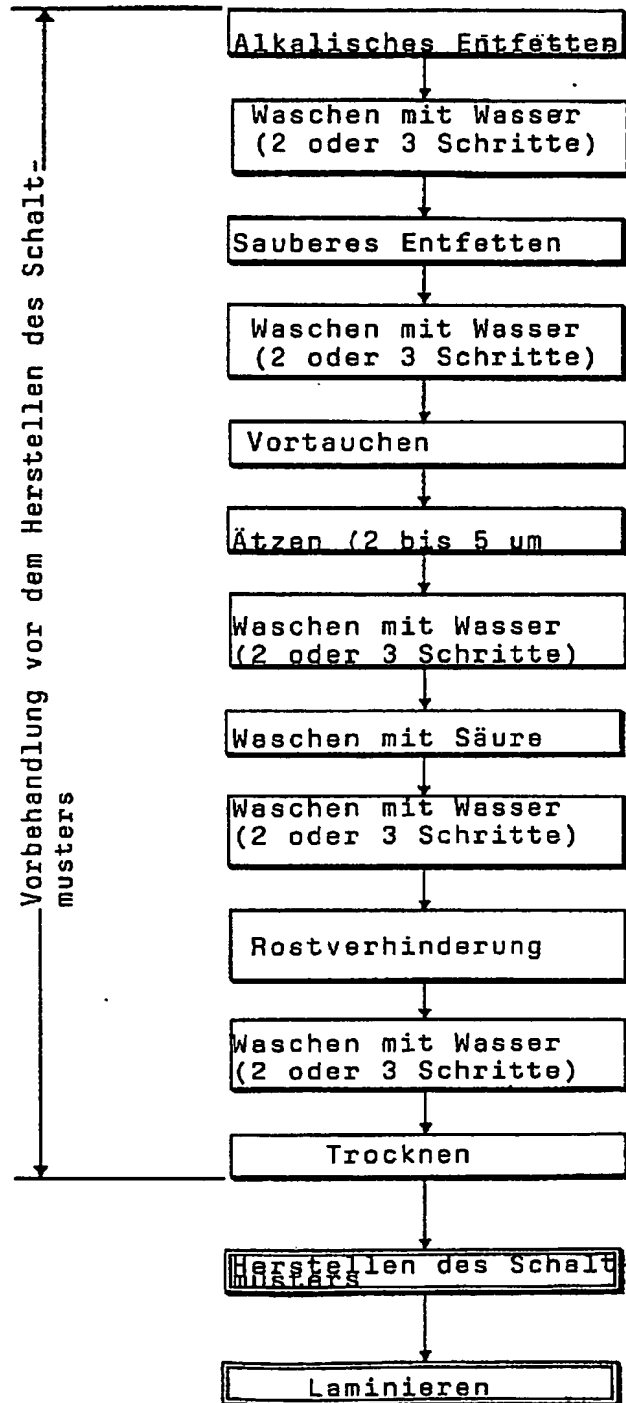 Alkalisches Entfetten
Waschen mit Wasser
(2 oder 3 Schritte)
Sauberes Entfetten
Waschen mit Wasser
(2 oder 3 Schritte)
Vortauchen
Ätzen (2 bis 5 um
Waschen mit Wasser
(2 oder 3 Schritte)
Waschen mit Säure
Waschen mit Wasser
(2 oder 3 Schritte)
Rostverhinderung
Waschen mit Wasser
(2 oder 3 Schritte)
Trocknen
Herstellen des Schalt
musters
Laminieren
Vorbehandlung vor dem Herstellen des Schalt-
musters